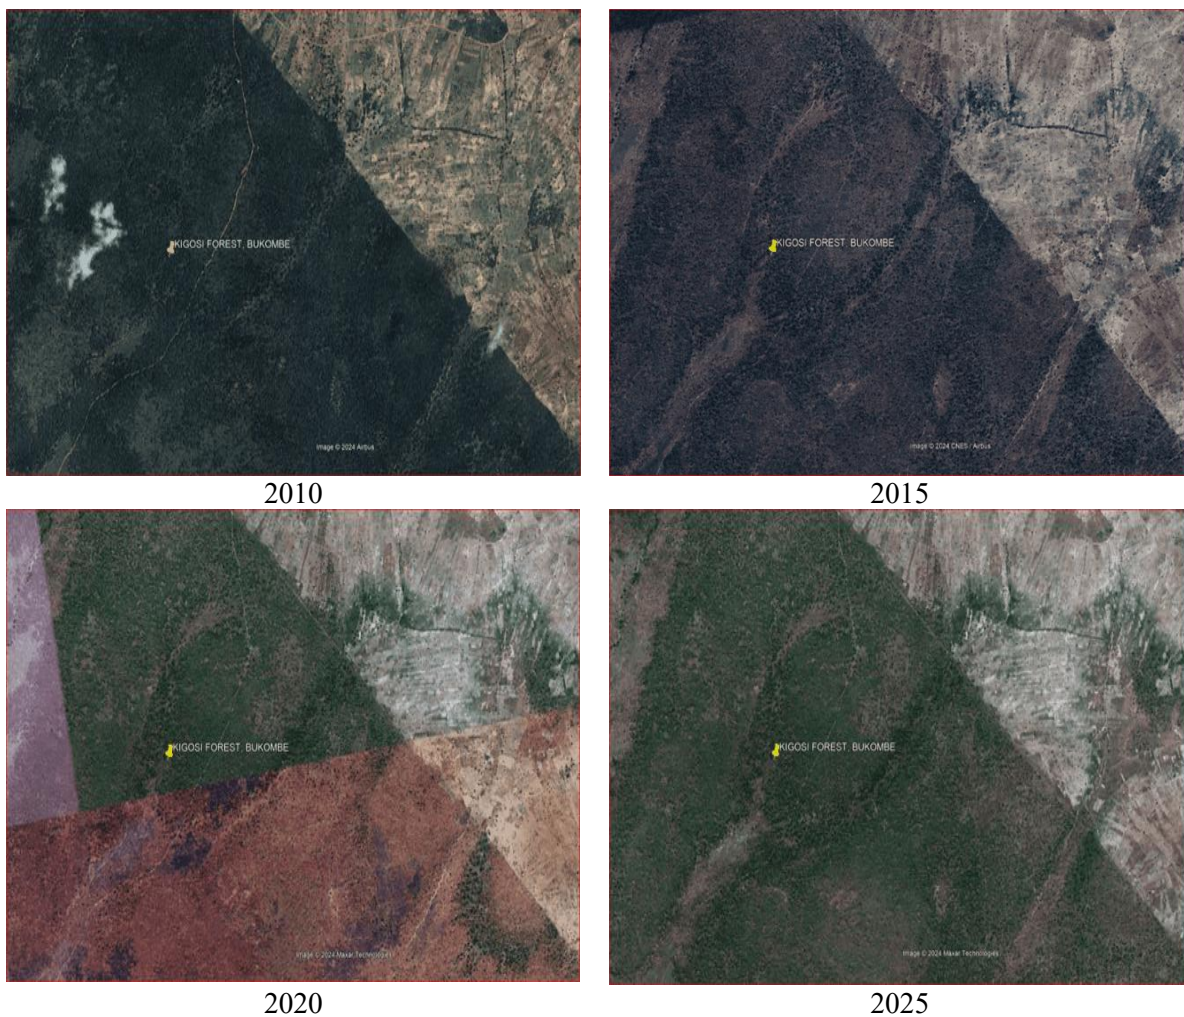 KIGOSI FOREST, BUKOMBE
Image © 2024 Airbus
2010
KIGOSI FOREST, BUKOMBE
Image © 2024 CNES / Airbus
2015
KIGOSI FOREST, BUKOMBE
Image © 2024 Maxar Technologies
2020
KIGOSI FOREST, BUKOMBE
Image © 2024 Maxar Technologies
2025